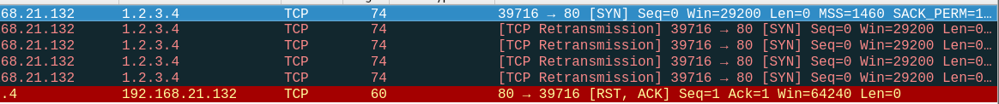 68.21.132 1.2.3.4 TCP 74 39716 → 80 [SYN] Seq=0 Win=29200 Len=0 MSS=1460 SACK_PERM=1…
68.21.132 1.2.3.4 TCP 74 [TCP Retransmission] 39716 → 80 [SYN] Seq=0 Win=29200 Len=0…
68.21.132 1.2.3.4 TCP 74 [TCP Retransmission] 39716 → 80 [SYN] Seq=0 Win=29200 Len=0…
68.21.132 1.2.3.4 TCP 74 [TCP Retransmission] 39716 → 80 [SYN] Seq=0 Win=29200 Len=0…
68.21.132 1.2.3.4 TCP 74 [TCP Retransmission] 39716 → 80 [SYN] Seq=0 Win=29200 Len=0…
.4 192.168.21.132 TCP 60 80 → 39716 [RST, ACK] Seq=1 Ack=1 Win=64240 Len=0